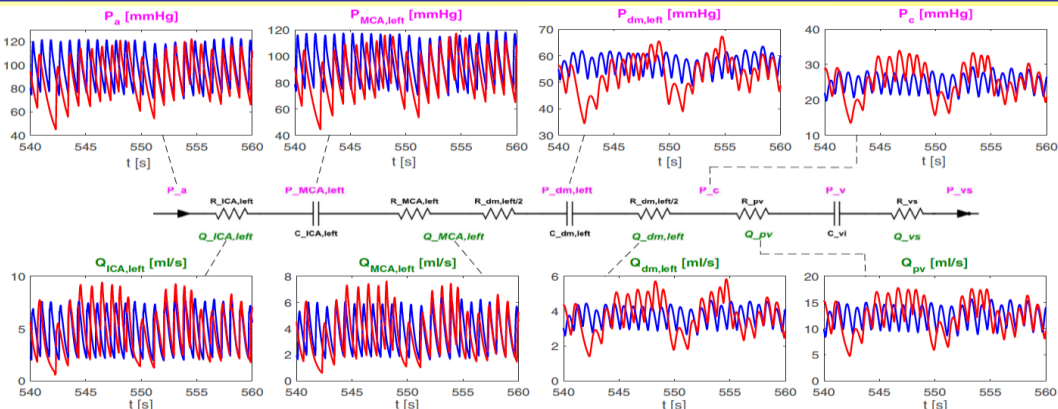 P_a [mmHg]
P_MCA,left [mmHg]
P_dm,left [mmHg]
P_c [mmHg]
120
100
80
60
40
540 545 550 555 560
t [s]
120
100
80
60
40
540 545 550 555 560
t [s]
70
60
50
40
30
540 545 550 555 560
t [s]
40
30
20
10
540 545 550 555 560
t [s]
P_a P_MCA,left P_dm,left P_c P_v P_vs
R_ICA,left R_MCA,left R_dm,left/2 R_dm,left/2 R_pv R_vs
C_ICA,left C_dm,left C_vi
Q_ICA,left Q_MCA,left Q_dm,left Q_pv Q_vs
Q_ICA,left [ml/s]
Q_MCA,left [ml/s]
Q_dm,left [ml/s]
Q_pv [ml/s]
10
5
0
540 545 550 555 560
t [s]
8
6
4
2
0
540 545 550 555 560
t [s]
6
4
2
0
540 545 550 555 560
t [s]
20
15
10
5
0
540 545 550 555 560
t [s]